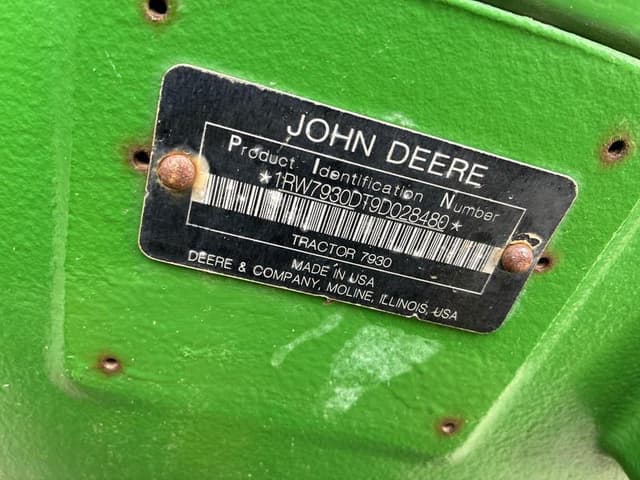 JOHN DEERE
Product Identification Number
*1RW7930DT9D028480*
TRACTOR 7930
MADE IN USA
DEERE & COMPANY, MOLINE, ILLINOIS, USA